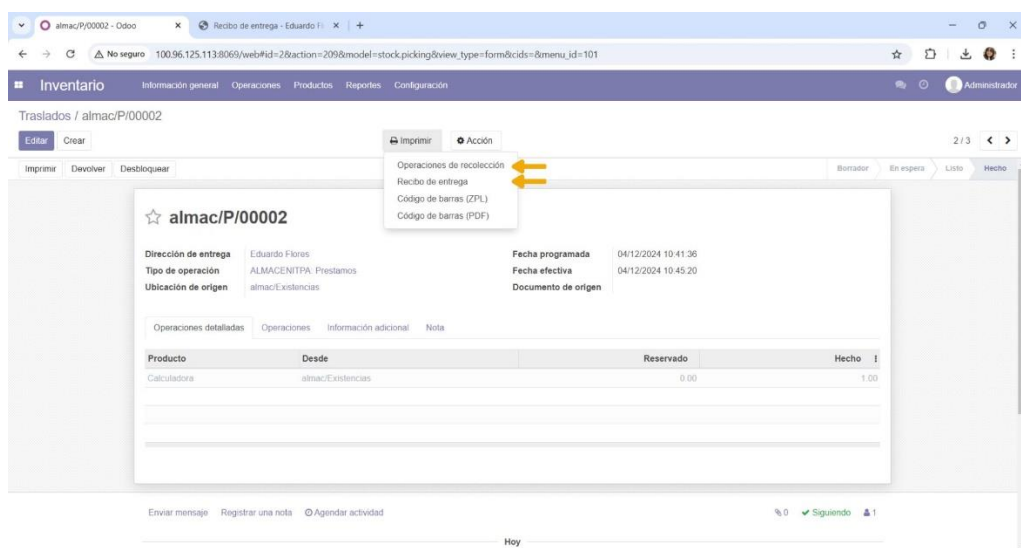 almac/P/00002 - Odoo
Recibo de entrega - Eduardo Fl
No seguro 100.96.125.113:8069/web#id=2&action=209&model=stock.picking&view_type=form&cids=&menu_id=101
Inventario Información general Operaciones Productos Reportes Configuración Administrador
Traslados / almac/P/00002
Editar Crear Imprimir Acción 2 / 3
Imprimir Devolver Desbloquear Borrador En espera Listo Hecho
Operaciones de recolección
Recibo de entrega
Código de barras (ZPL)
Código de barras (PDF)
almac/P/00002
Dirección de entrega Eduardo Flores Fecha programada 04/12/2024 10:41:36
Tipo de operación ALMACENITPA: Prestamos Fecha efectiva 04/12/2024 10:45:20
Ubicación de origen almac/Existencias Documento de origen
Operaciones detalladas Operaciones Información adicional Nota
Producto Desde Reservado Hecho
Calculadora almac/Existencias 0.00 1.00
Enviar mensaje Registrar una nota Agendar actividad 0 Siguiendo 1
Hoy